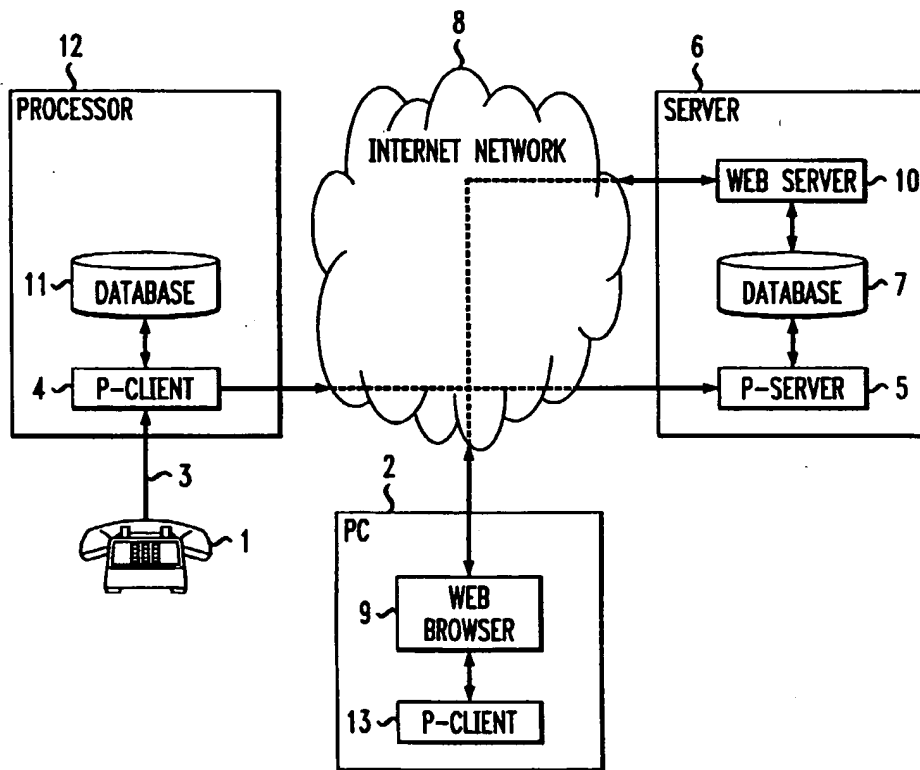 12
8
6
PROCESSOR
INTERNET NETWORK
SERVER
WEB SERVER
10
11
DATABASE
DATABASE
7
4
P-CLIENT
P-SERVER
5
3
2
1
PC
9
WEB
BROWSER
13
P-CLIENT